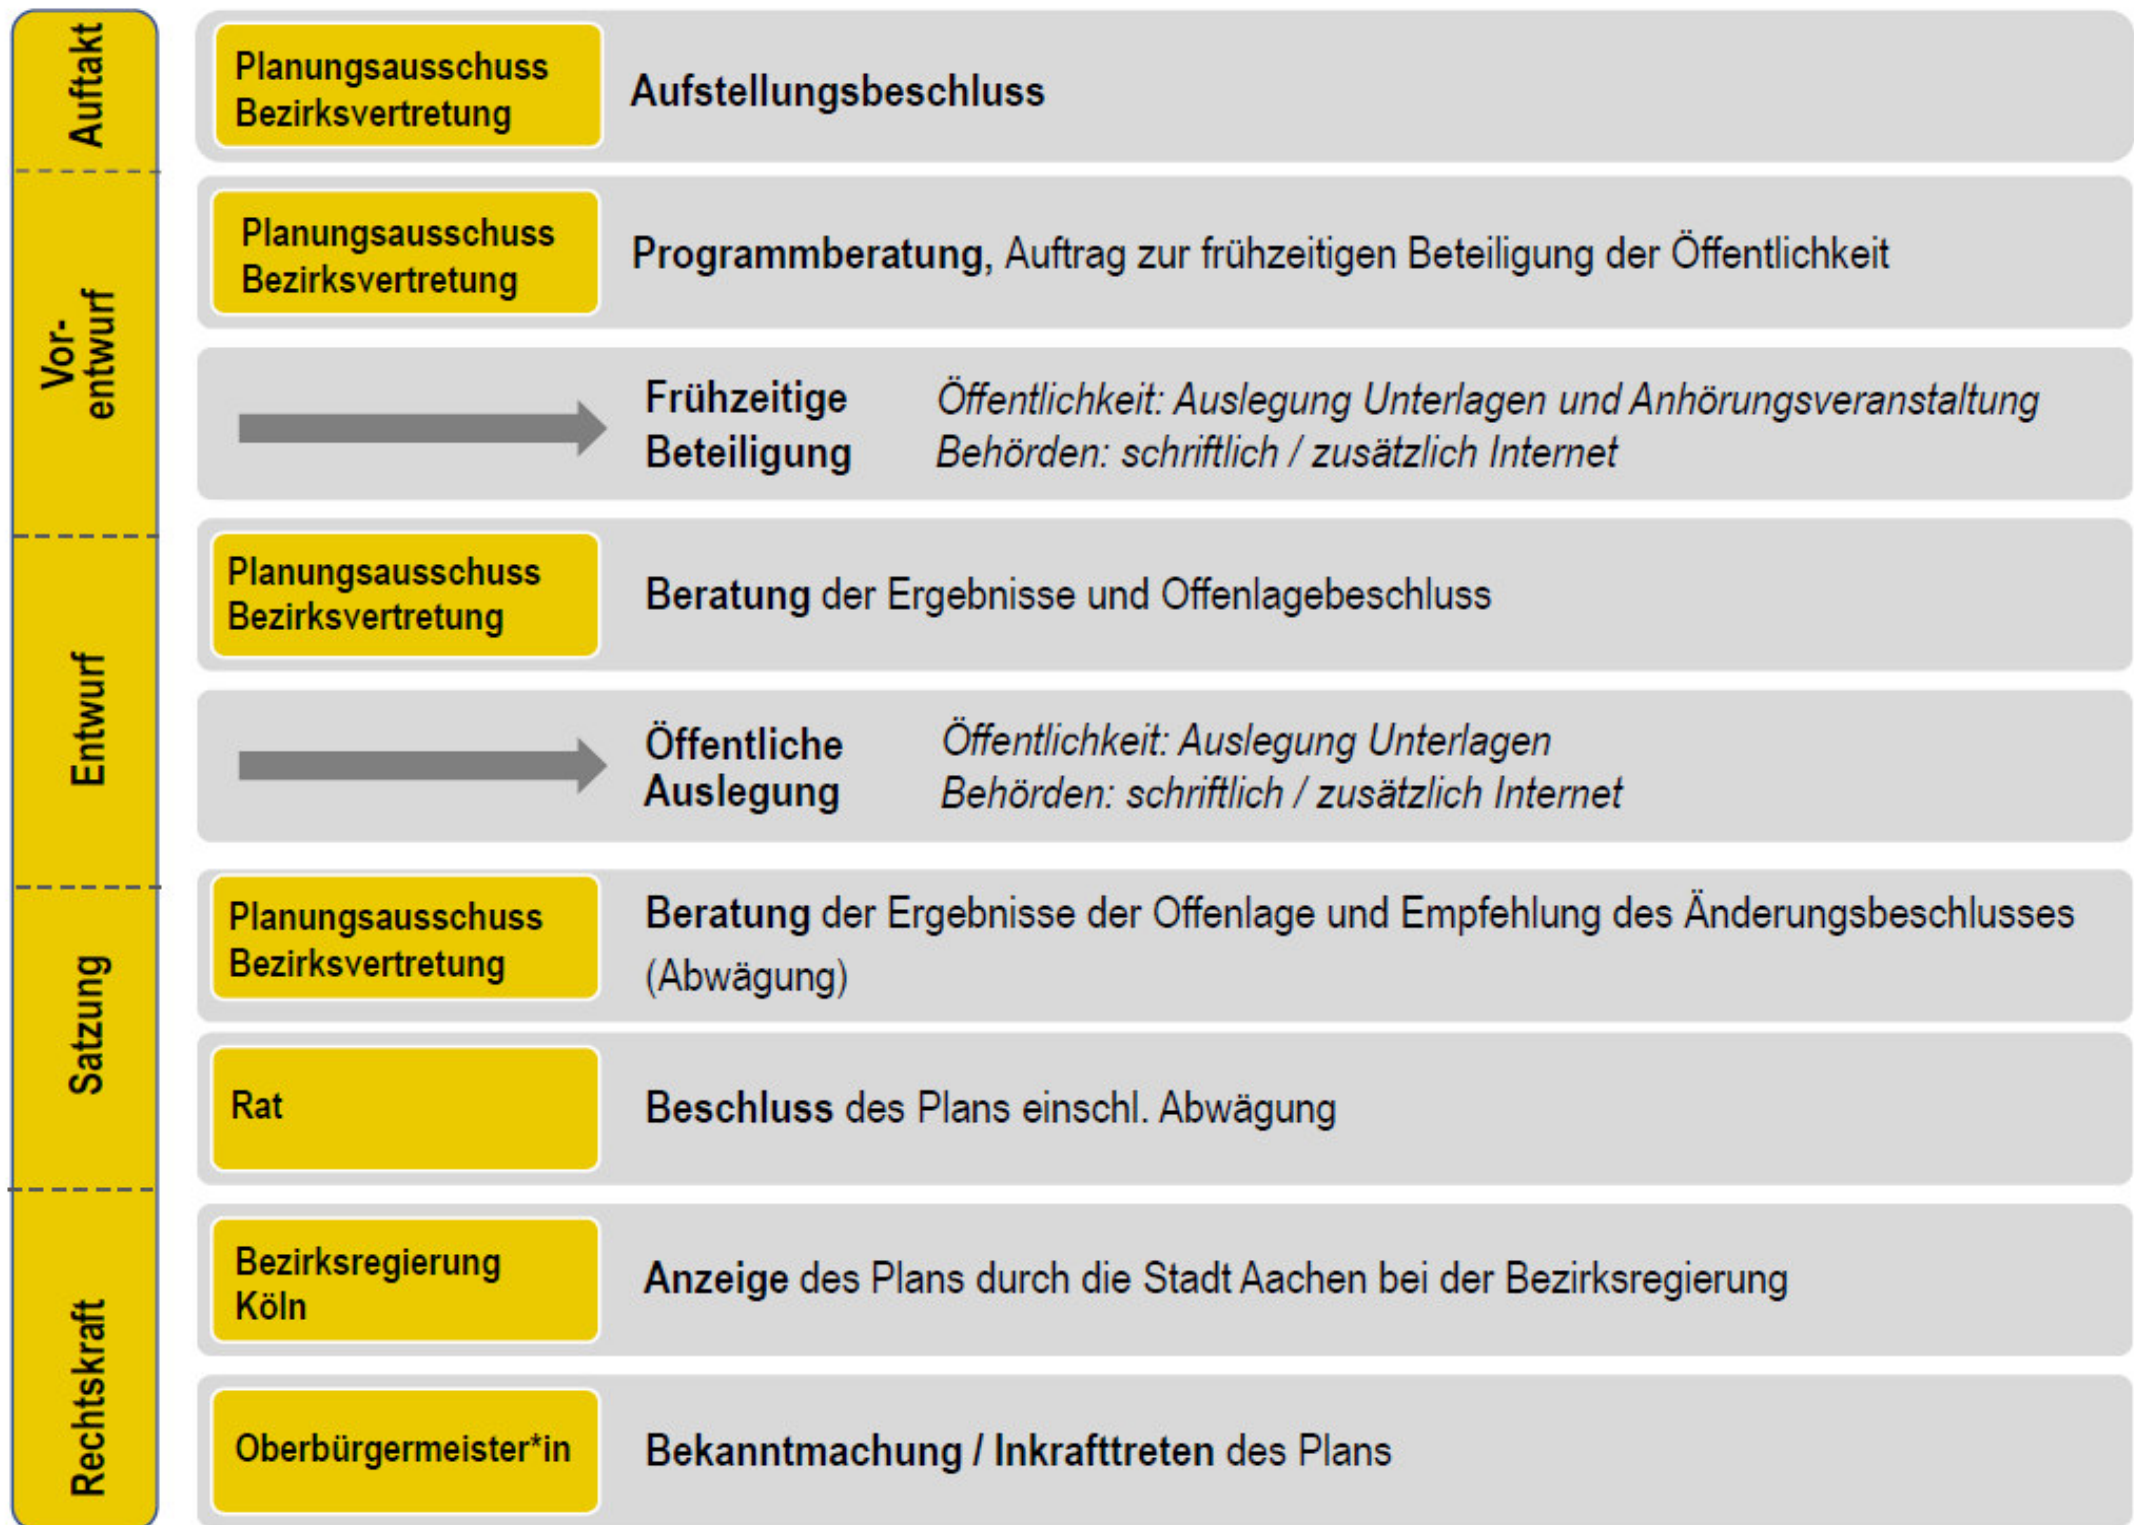 Auftakt
Planungsausschuss
Bezirksvertretung
Aufstellungsbeschluss
Vor-
entwurf
Planungsausschuss
Bezirksvertretung
Programmberatung, Auftrag zur frühzeitigen Beteiligung der Öffentlichkeit
Frühzeitige
Beteiligung
Öffentlichkeit: Auslegung Unterlagen und Anhörungsveranstaltung
Behörden: schriftlich / zusätzlich Internet
Entwurf
Planungsausschuss
Bezirksvertretung
Beratung der Ergebnisse und Offenlagebeschluss
Öffentliche
Auslegung
Öffentlichkeit: Auslegung Unterlagen
Behörden: schriftlich / zusätzlich Internet
Satzung
Planungsausschuss
Bezirksvertretung
Beratung der Ergebnisse der Offenlage und Empfehlung des Änderungsbeschlusses
(Abwägung)
Rat
Beschluss des Plans einschl. Abwägung
Rechtskraft
Bezirksregierung
Köln
Anzeige des Plans durch die Stadt Aachen bei der Bezirksregierung
Oberbürgermeister*in
Bekanntmachung / Inkrafttreten des Plans